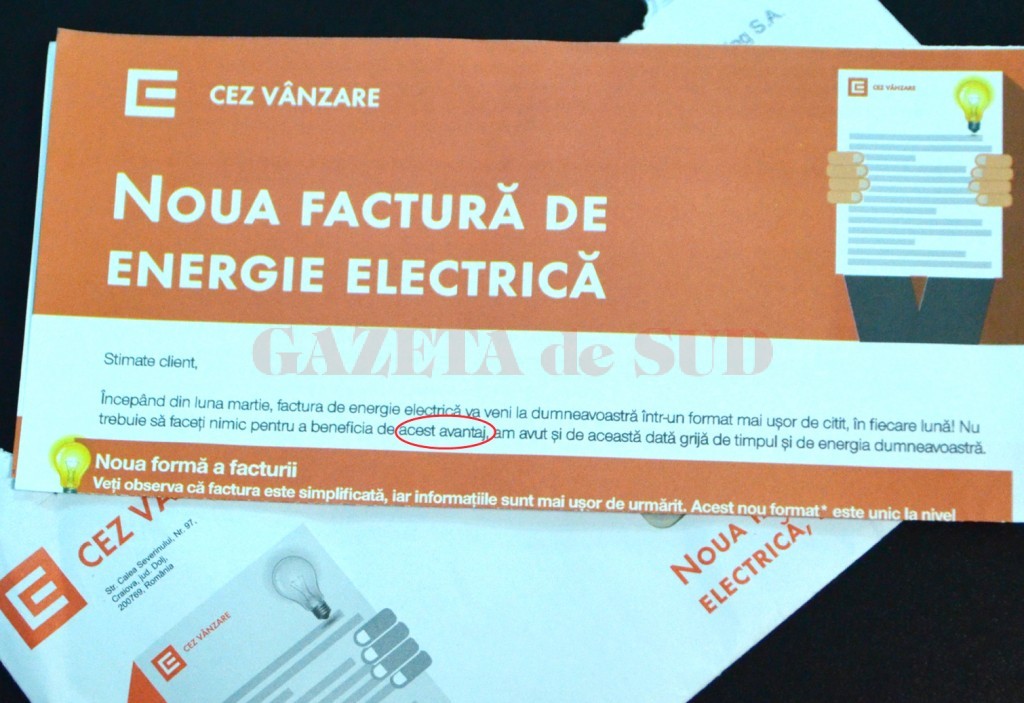 og S.A.
CEZ VÂNZARE
CEZ VÂNZARE
NOUA FACTURĂ DE
ENERGIE ELECTRICĂ
GAZETA de SUD
Stimate client,
Începând din luna martie, factura de energie electrică va veni la dumneavoastră într-un format mai ușor de citit, în fiecare lună! Nu
trebuie să faceți nimic pentru a beneficia de acest avantaj, am avut și de această dată grijă de timpul și de energia dumneavoastră.
Noua formă a facturii
Veți observa că factura este simplificată, iar informațiile sunt mai ușor de urmărit. Acest nou format* este unic la nivel
CEZ VA
Str. Calea Severinului, Nr. 97,
Craiova, jud. Dolj,
200769, România
CEZ VÂNZARE
NOUA
ELECTRICĂ,